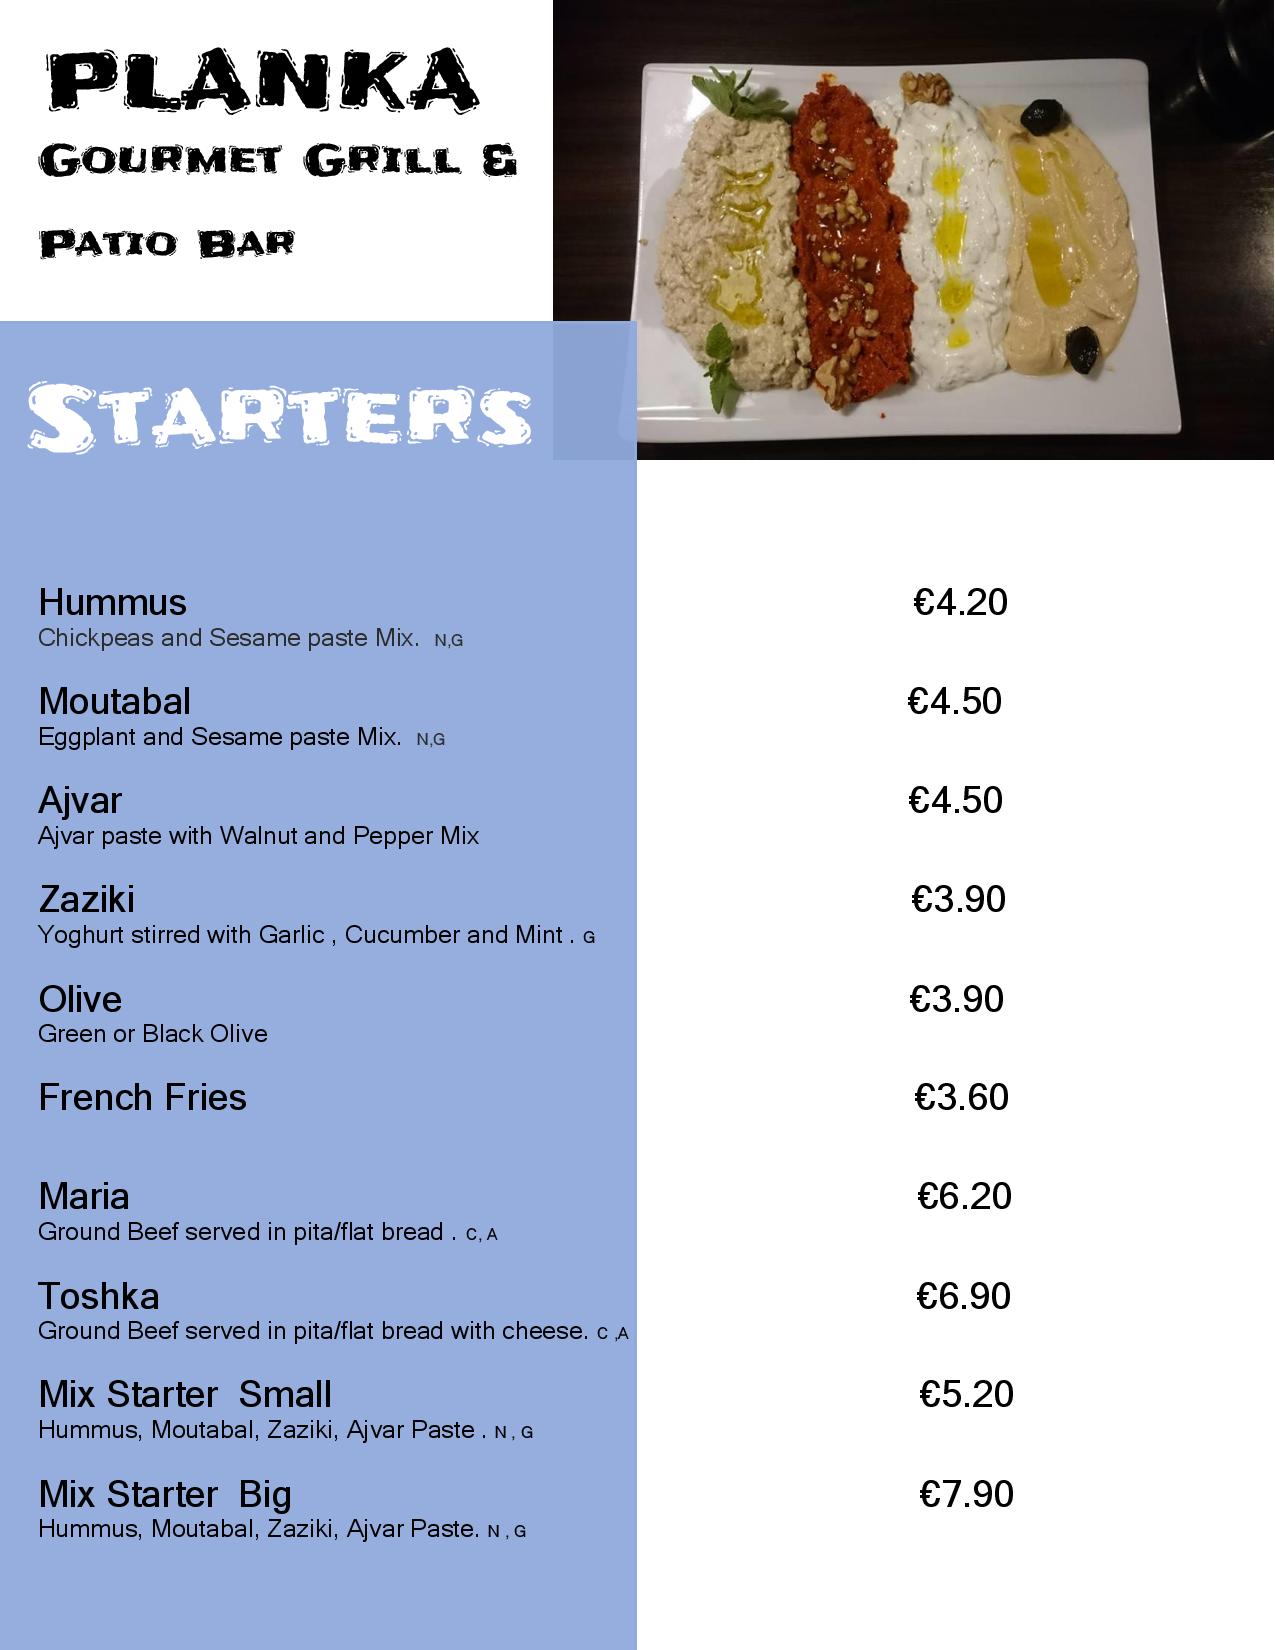 PLANKA
GOURMET GRILL &
PATIO BAR
STARTERS
Hummus €4.20
Chickpeas and Sesame paste Mix. N,G
Moutabal €4.50
Eggplant and Sesame paste Mix. N,G
Ajvar €4.50
Ajvar paste with Walnut and Pepper Mix
Zaziki €3.90
Yoghurt stirred with Garlic , Cucumber and Mint . G
Olive €3.90
Green or Black Olive
French Fries €3.60
Maria €6.20
Ground Beef served in pita/flat bread . C, A
Toshka €6.90
Ground Beef served in pita/flat bread with cheese. C ,A
Mix Starter Small €5.20
Hummus, Moutabal, Zaziki, Ajvar Paste . N , G
Mix Starter Big €7.90
Hummus, Moutabal, Zaziki, Ajvar Paste. N , G